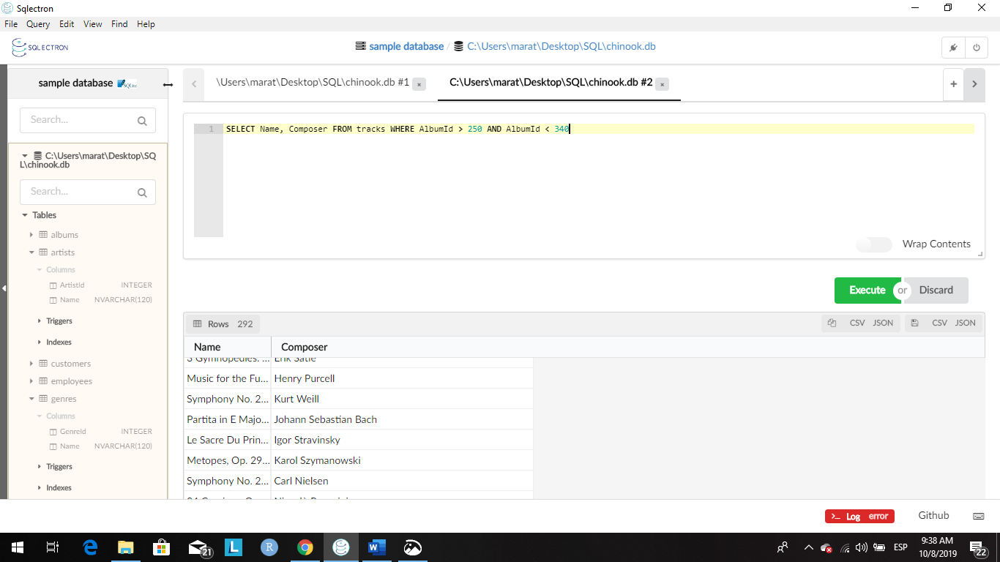 Sqlectron
File Query Edit View Find Help
SQLECTRON
sample database / C:\Users\marat\Desktop\SQL\chinook.db
sample database SQLite
\Users\marat\Desktop\SQL\chinook.db #1 ×
C:\Users\marat\Desktop\SQL\chinook.db #2 ×
+
Search...
C:\Users\marat\Desktop\SQ
L\chinook.db
Search...
Tables
albums
artists
Columns
ArtistId INTEGER
Name NVARCHAR(120)
Triggers
Indexes
customers
employees
genres
Columns
GenreId INTEGER
Name NVARCHAR(120)
Triggers
Indexes
1 SELECT Name, Composer FROM tracks WHERE AlbumId > 250 AND AlbumId < 340
Wrap Contents
Execute or Discard
Rows 292 CSV JSON CSV JSON
Name Composer
3 Gymnopédies: ... Erik Satie
Music for the Fu... Henry Purcell
Symphony No. 2... Kurt Weill
Partita in E Majo... Johann Sebastian Bach
Le Sacre Du Prin... Igor Stravinsky
Metopes, Op. 29... Karol Szymanowski
Symphony No. 2... Carl Nielsen
>_ Log error Github
21 L R W ESP 9:38 AM
10/8/2019 22